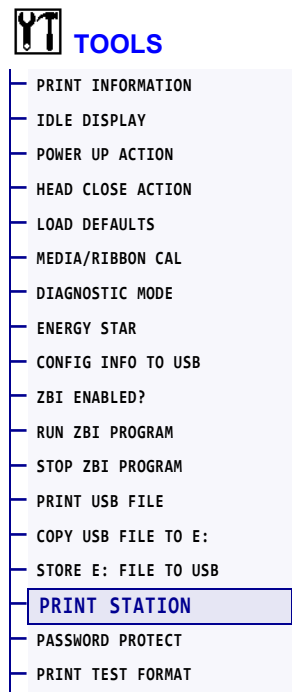 TOOLS
PRINT INFORMATION
IDLE DISPLAY
POWER UP ACTION
HEAD CLOSE ACTION
LOAD DEFAULTS
MEDIA/RIBBON CAL
DIAGNOSTIC MODE
ENERGY STAR
CONFIG INFO TO USB
ZBI ENABLED?
RUN ZBI PROGRAM
STOP ZBI PROGRAM
PRINT USB FILE
COPY USB FILE TO E:
STORE E: FILE TO USB
PRINT STATION
PASSWORD PROTECT
PRINT TEST FORMAT